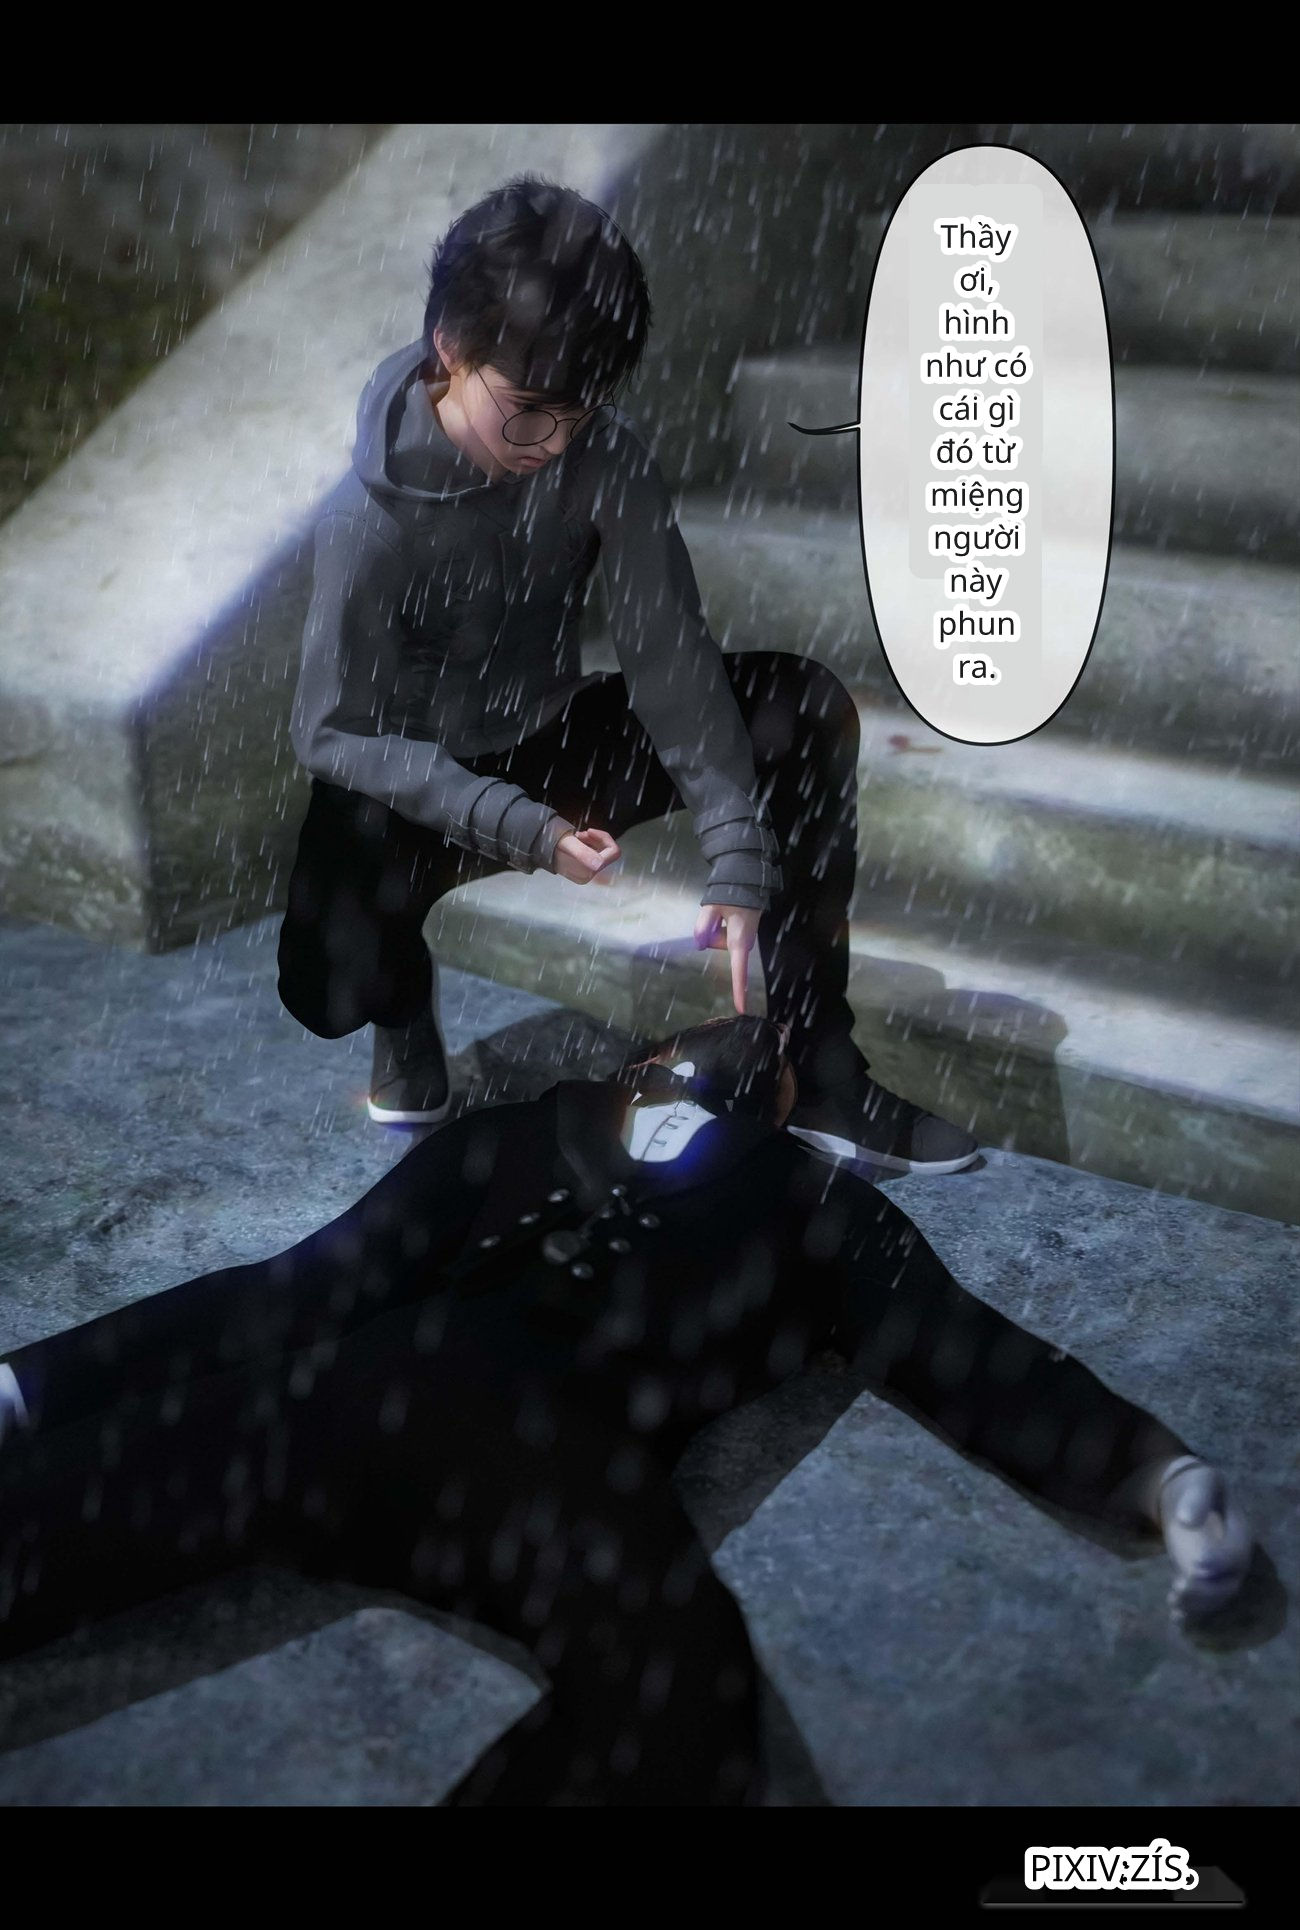 Thầy
ơi,
hình
như có
cái gì
đó từ
miệng
người
này
phun
ra.
PIXIV:ZÍS,